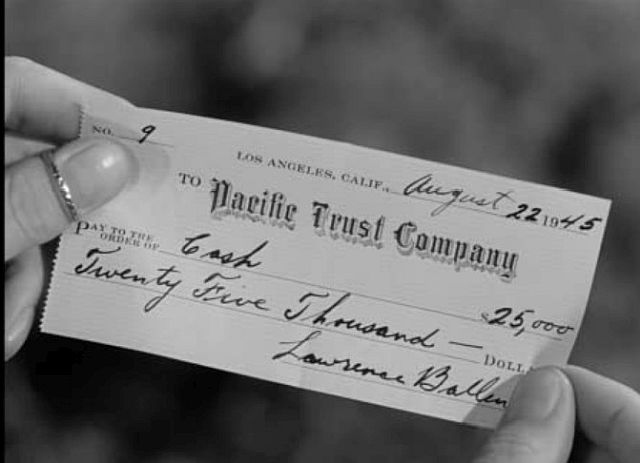 NO. 9
LOS ANGELES, CALIF., August 22 1945
TO Pacific Trust Company
PAY TO THE
ORDER OF Cash $25,000
Twenty Five Thousand — DOLL
Lawrence Ballen